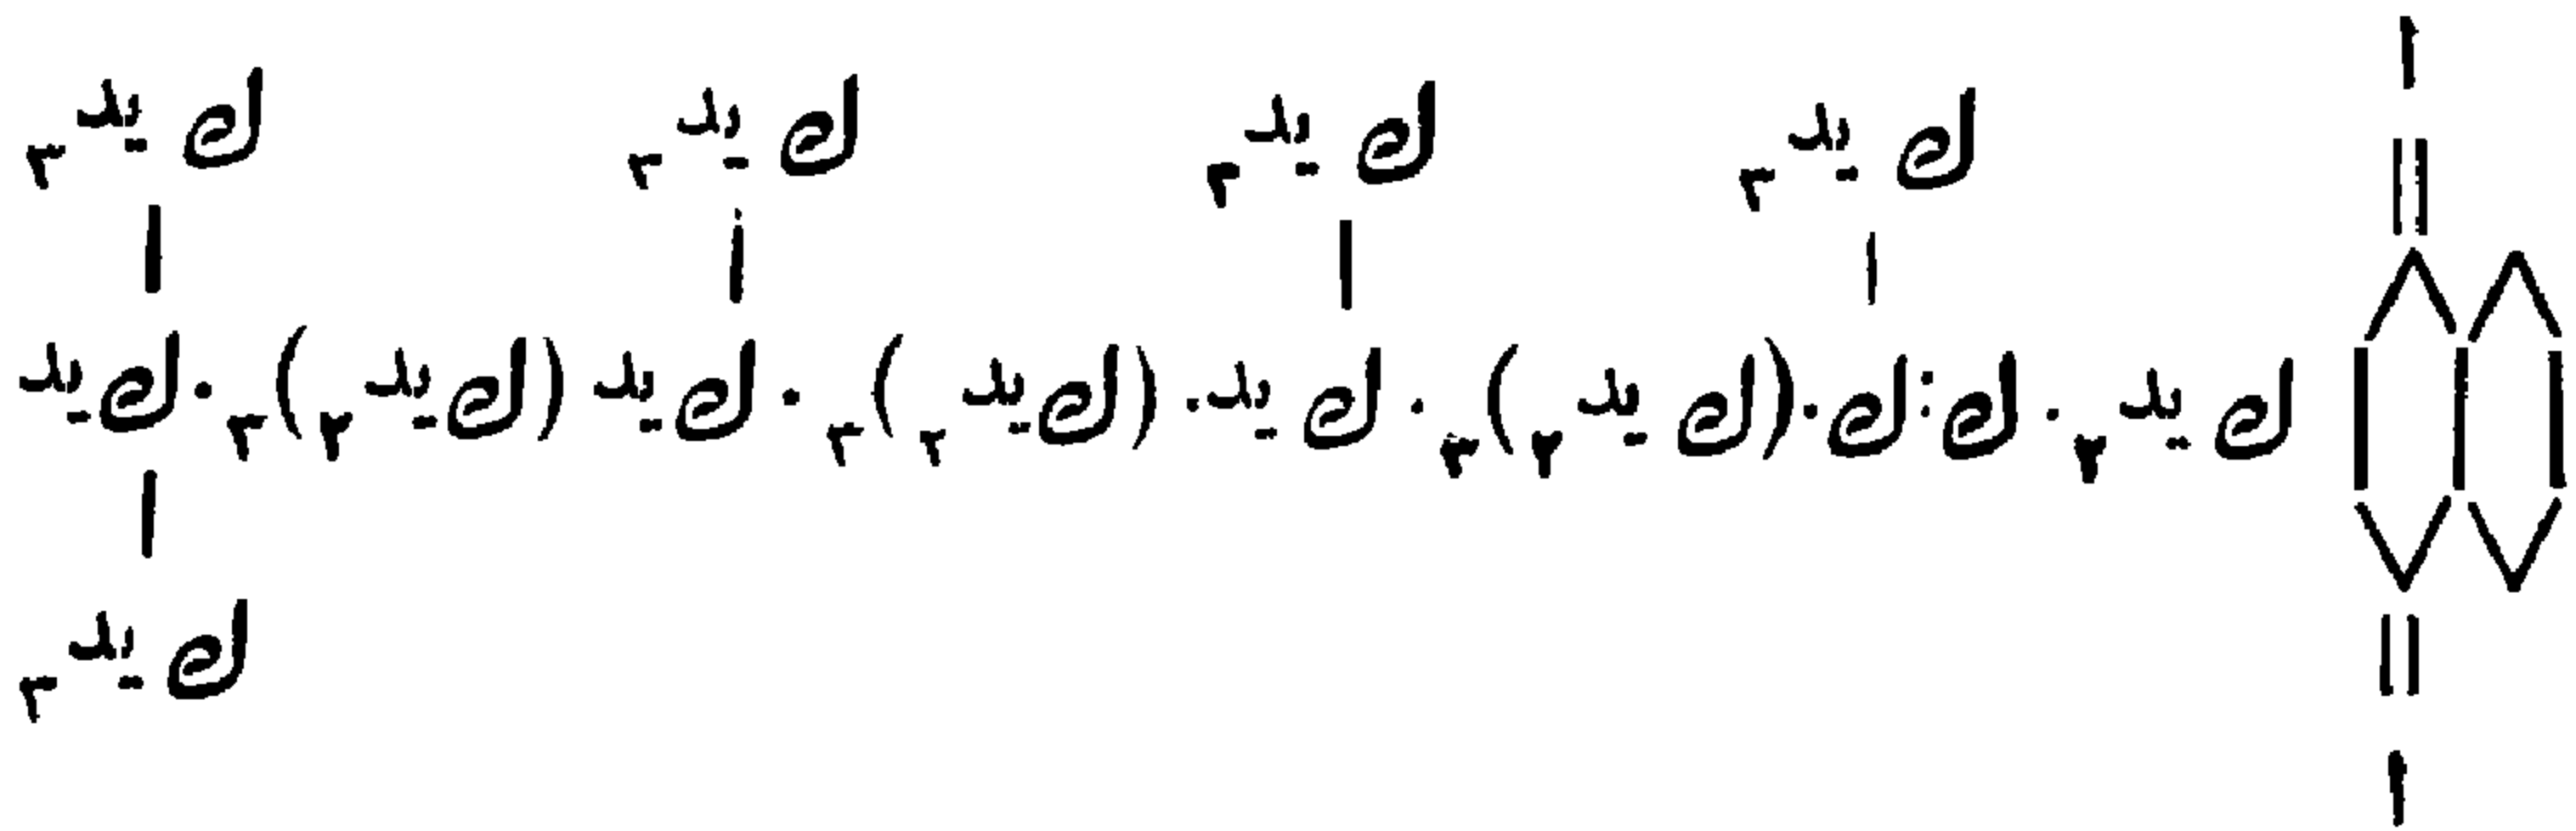 ا
ك يد٣ ك يد٣ ك يد٣ ك يد٣
ك يد٢ . ك:ك.(ك يد٢)٣ . ك يد.(ك يد٢)٣ . ك يد (ك يد٢)٣ . ك يد
ك يد٣
ا